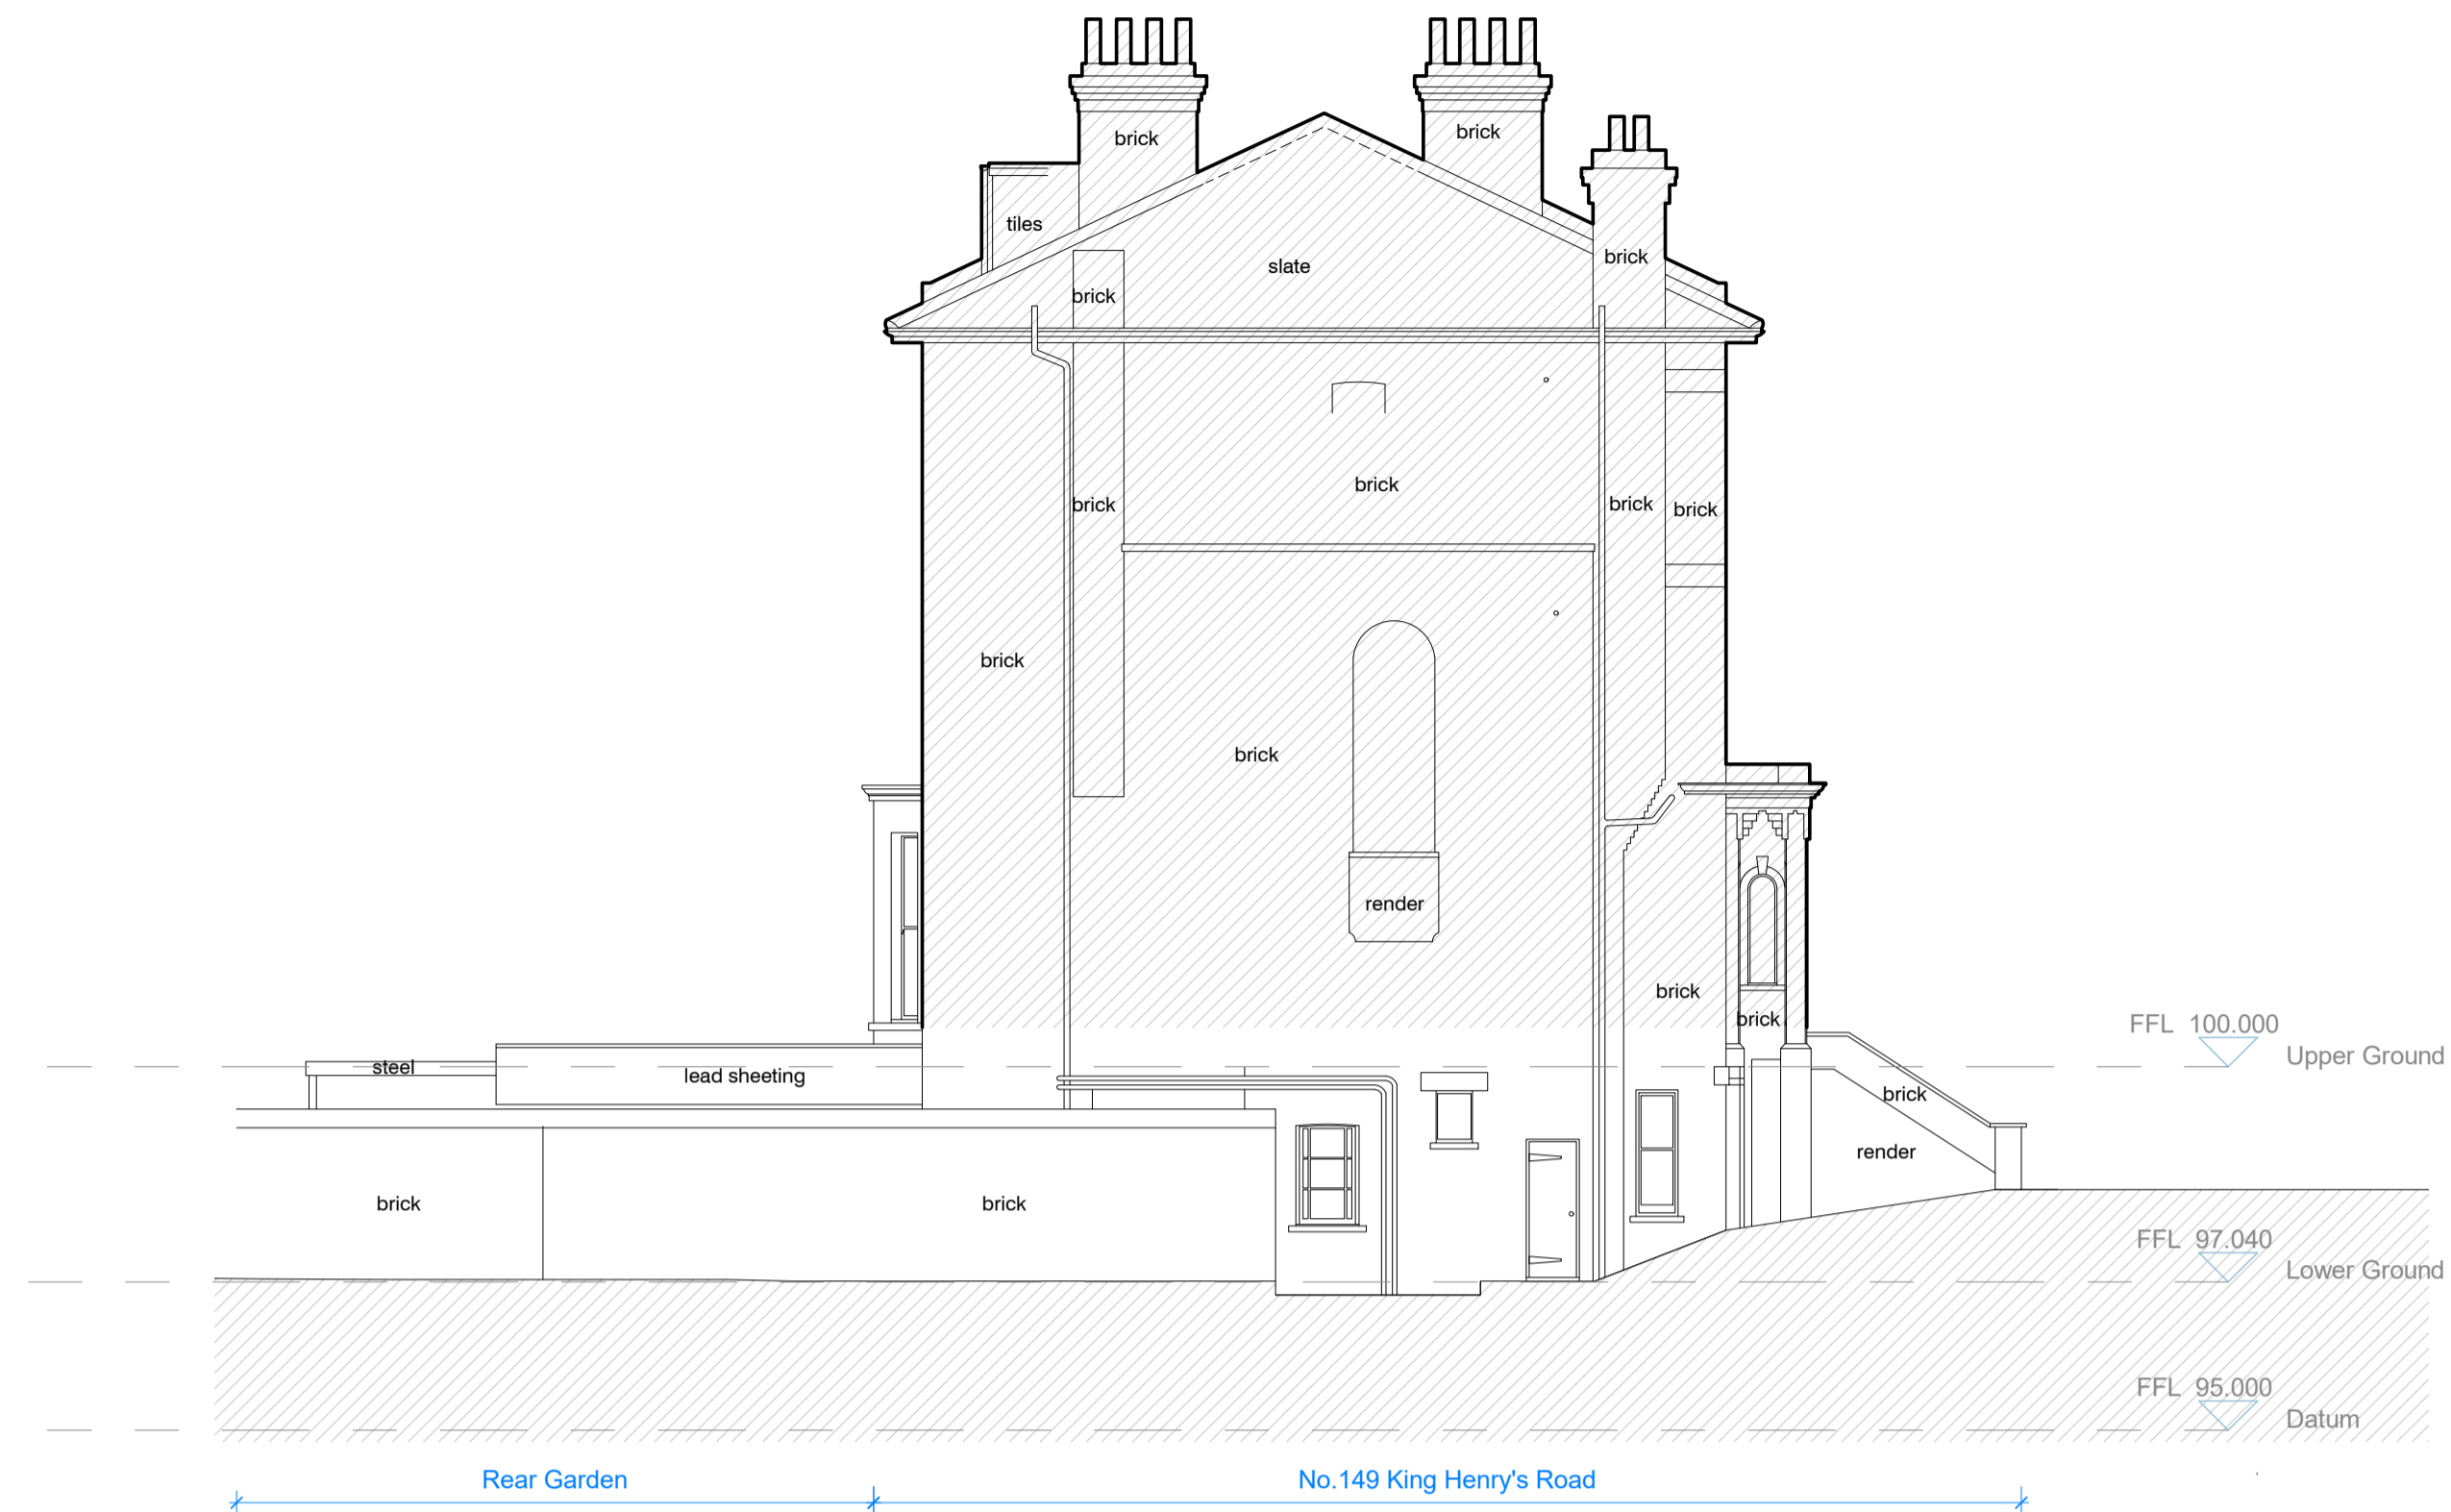 brick
brick
tiles
brick
slate
brick
brick
brick
brick
brick
brick
brick
brick
render
brick
brick
FFL 100.000
Upper Ground
steel
lead sheeting
brick
render
brick
brick
FFL 97.040
Lower Ground
FFL 95.000
Datum
Rear Garden
No.149 King Henry's Road